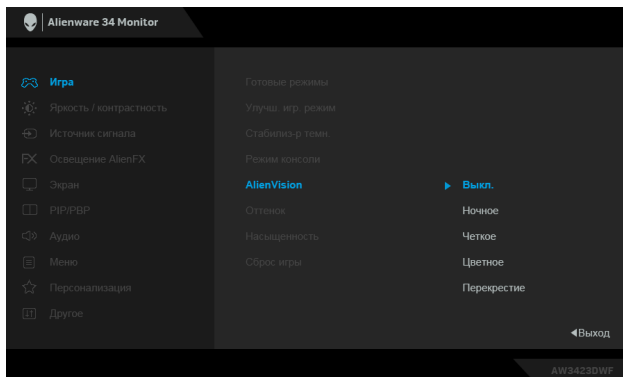 Alienware 34 Monitor
Игра
Яркость / контрастность
Источник сигнала
Освещение AlienFX
Экран
PIP/PBP
Аудио
Меню
Персонализация
Другое
Готовые режимы
Улучш. игр. режим
Стабилиз-р темн.
Режим консоли
AlienVision
Оттенок
Насыщенность
Сброс игры
Выкл.
Ночное
Четкое
Цветное
Перекрестие
Выход
AW3423DWF